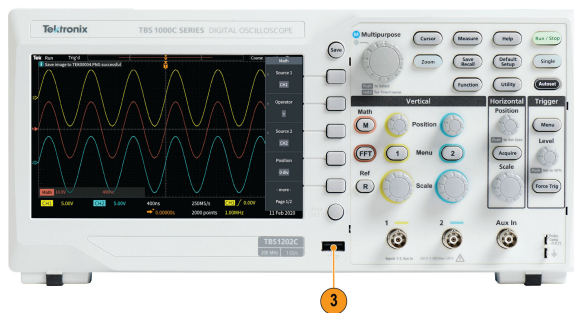 Tektronix
TBS 1000C SERIES DIGITAL OSCILLOSCOPE
Tek Run Trig'd
Save image to TEK00004.PNG successful
Math
Source 1
CH1
Operator
Source 2
CH2
Position
0 div
- more -
Page 1/2
Math 10.0V 400ns
CH1 5.00V CH2 5.00V 400ns 250MS/s CH1 / 0.00V
0.00000s 2000 points 1.00MHz 11 Feb 2020
Save
TBS1202C
200 MHz 1 GS/s
3
Multipurpose
Cursor
Measure
Help
Run / Stop
Zoom
Save Recall
Default Setup
Single
Function
Utility
Autoset
Vertical
Horizontal
Trigger
Math
M
Position
Position
Menu
FFT
1
Menu
2
Acquire
Level
Ref
R
Scale
Scale
Force Trig
1
2
Aux In